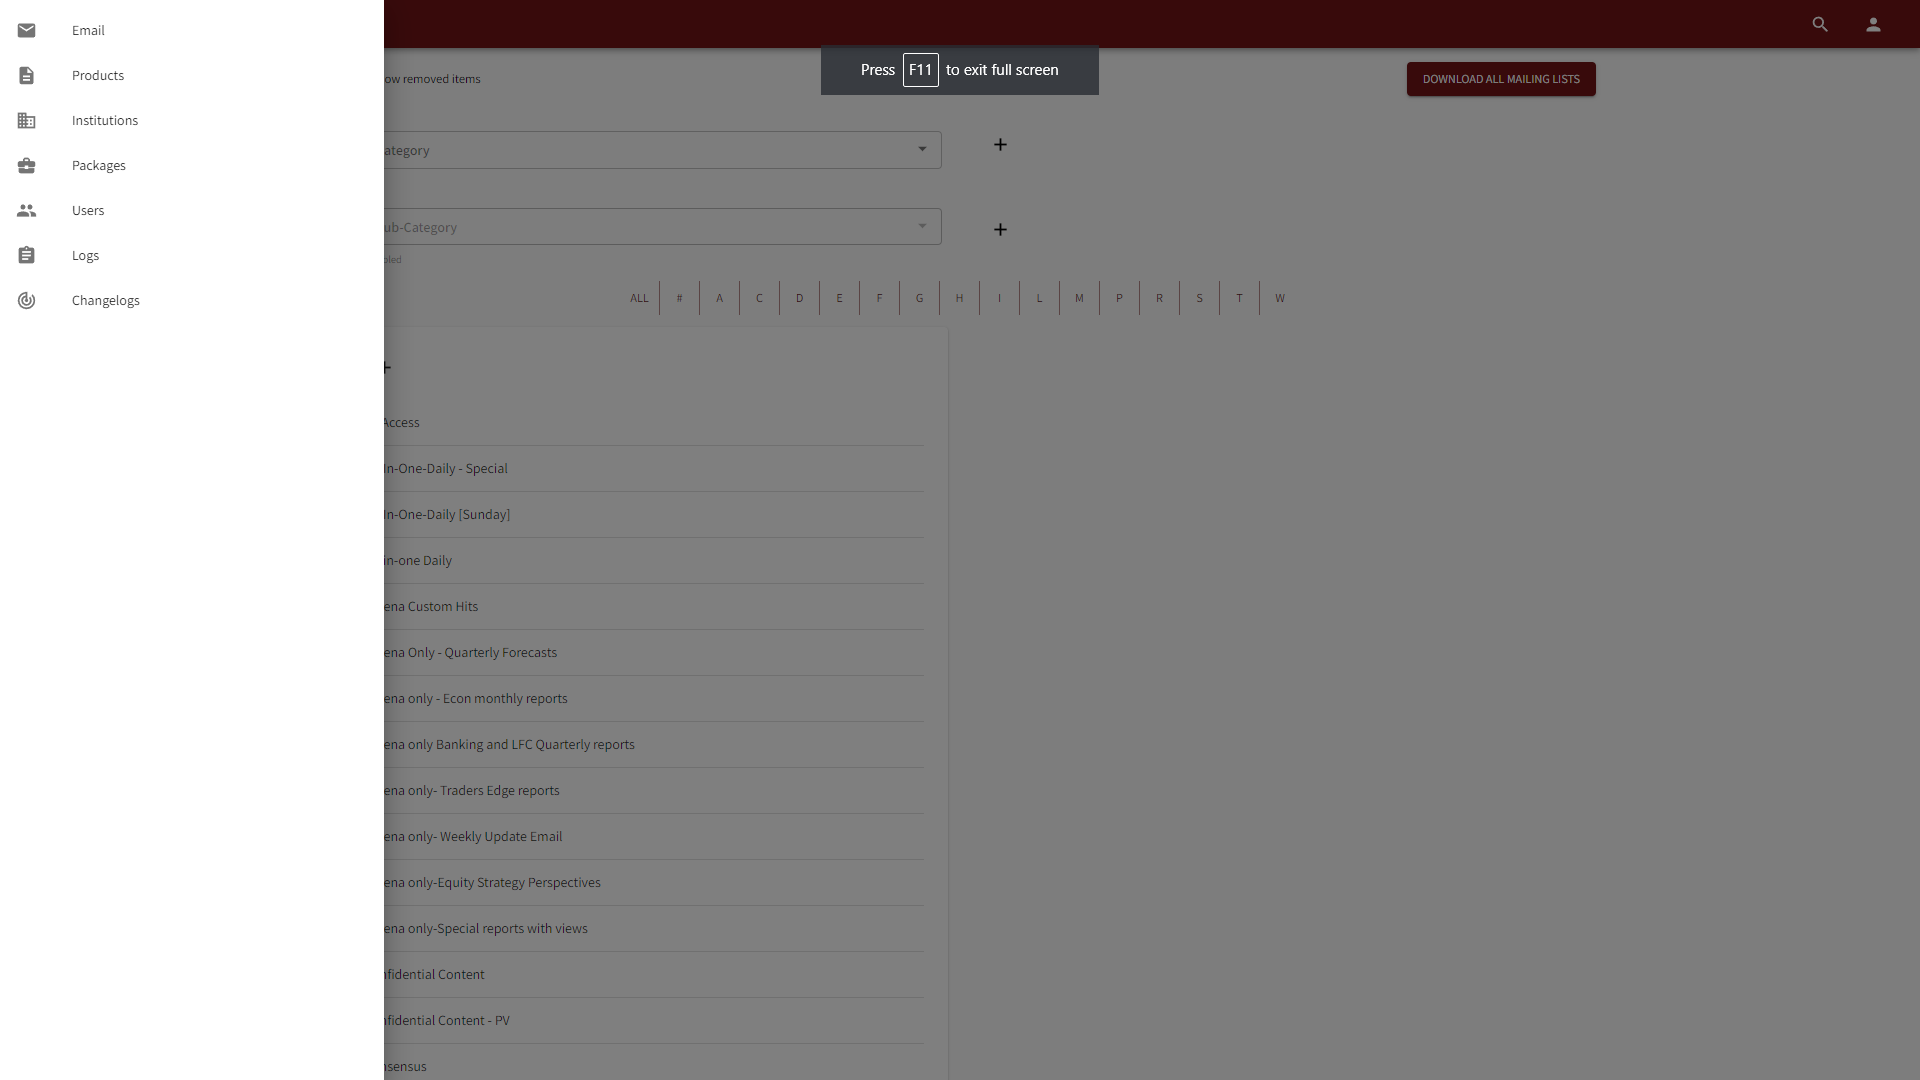 Email
Products
Institutions
Packages
Users
Logs
Changelogs
Press F11 to exit full screen
ow removed items
DOWNLOAD ALL MAILING LISTS
ategory
ub-Category
bled
ALL # A C D E F G H I L M P R S T W
Access
In-One-Daily - Special
In-One-Daily [Sunday]
in-one Daily
ena Custom Hits
ena Only - Quarterly Forecasts
ena only - Econ monthly reports
ena only Banking and LFC Quarterly reports
ena only- Traders Edge reports
ena only- Weekly Update Email
ena only-Equity Strategy Perspectives
ena only-Special reports with views
nfidential Content
nfidential Content - PV
nsensus